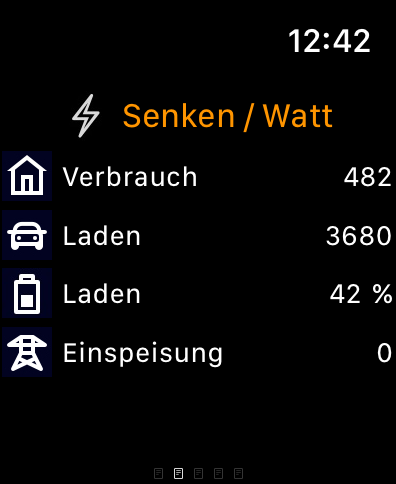 12:42
Senken / Watt
Verbrauch 482
Laden 3680
Laden 42 %
Einspeisung 0